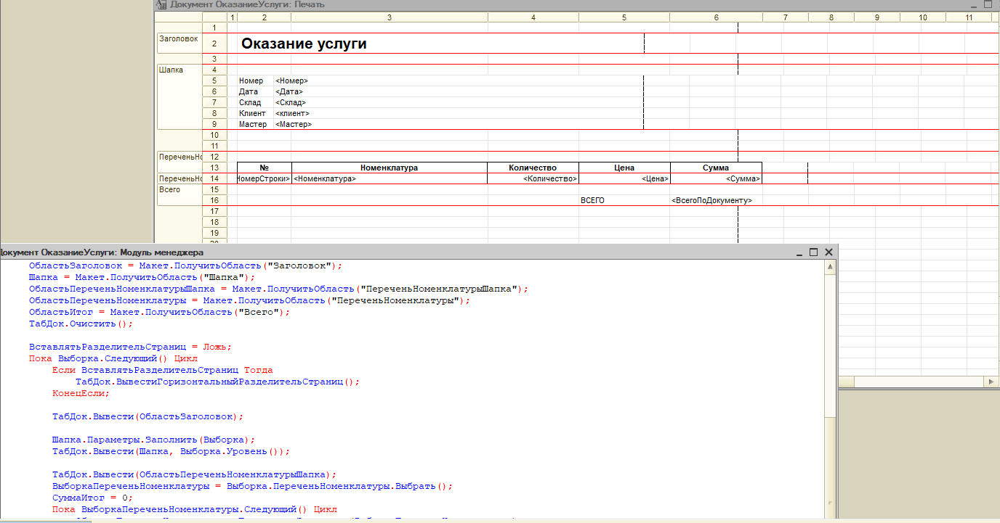 Документ ОказаниеУслуги: Печать
1 2 3 4 5 6 7 8 9 10 11
1
Заголовок 2 Оказание услуги
3
Шапка 4
5 Номер <Номер>
6 Дата <Дата>
7 Склад <Склад>
8 Клиент <клиент>
9 Мастер <Мастер>
10
11
ПереченьНо 12
13 № Номенклатура Количество Цена Сумма
ПереченьНо 14 НомерСтроки> <Номенклатура> <Количество> <Цена> <Сумма>
Всего 15
16 ВСЕГО <ВсегоПоДокументу>
17
18
19
Документ ОказаниеУслуги: Модуль менеджера
ОбластьЗаголовок = Макет.ПолучитьОбласть("Заголовок");
Шапка = Макет.ПолучитьОбласть("Шапка");
ОбластьПереченьНоменклатурыШапка = Макет.ПолучитьОбласть("ПереченьНоменклатурыШапка");
ОбластьПереченьНоменклатуры = Макет.ПолучитьОбласть("ПереченьНоменклатуры");
ОбластьИтог = Макет.ПолучитьОбласть("Всего");
ТабДок.Очистить();
ВставлятьРазделительСтраниц = Ложь;
Пока Выборка.Следующий() Цикл
Если ВставлятьРазделительСтраниц Тогда
ТабДок.ВывестиГоризонтальныйРазделительСтраниц();
КонецЕсли;
ТабДок.Вывести(ОбластьЗаголовок);
Шапка.Параметры.Заполнить(Выборка);
ТабДок.Вывести(Шапка, Выборка.Уровень());
ТабДок.Вывести(ОбластьПереченьНоменклатурыШапка);
ВыборкаПереченьНоменклатуры = Выборка.ПереченьНоменклатуры.Выбрать();
СуммаИтог = 0;
Пока ВыборкаПереченьНоменклатуры.Следующий() Цикл